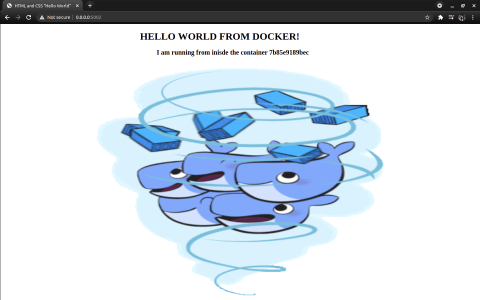 HTML and CSS "Hello World"
Not secure | 0.0.0.0:5002
HELLO WORLD FROM DOCKER!
I am running from inisde the container 7b85e9189bec